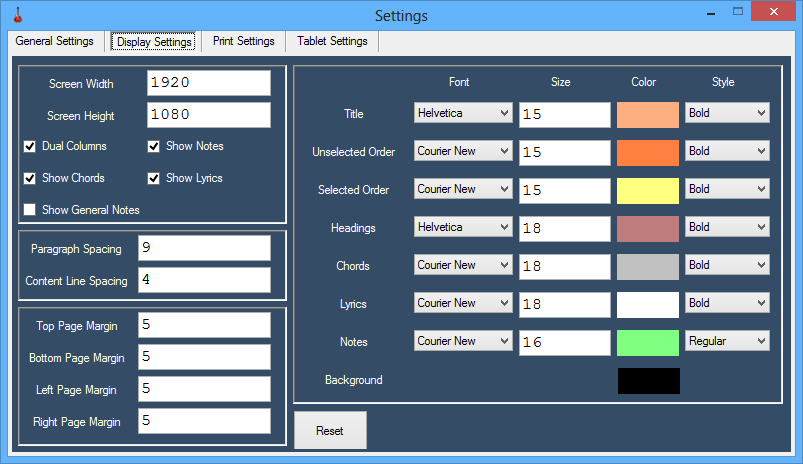 Settings
General Settings Display Settings Print Settings Tablet Settings
Screen Width 1920
Screen Height 1080
Dual Columns Show Notes
Show Chords Show Lyrics
Show General Notes
Paragraph Spacing 9
Content Line Spacing 4
Top Page Margin 5
Bottom Page Margin 5
Left Page Margin 5
Right Page Margin 5
Font Size Color Style
Title Helvetica 15 Bold
Unselected Order Courier New 15 Bold
Selected Order Courier New 15 Bold
Headings Helvetica 18 Bold
Chords Courier New 18 Bold
Lyrics Courier New 18 Bold
Notes Courier New 16 Regular
Background
Reset